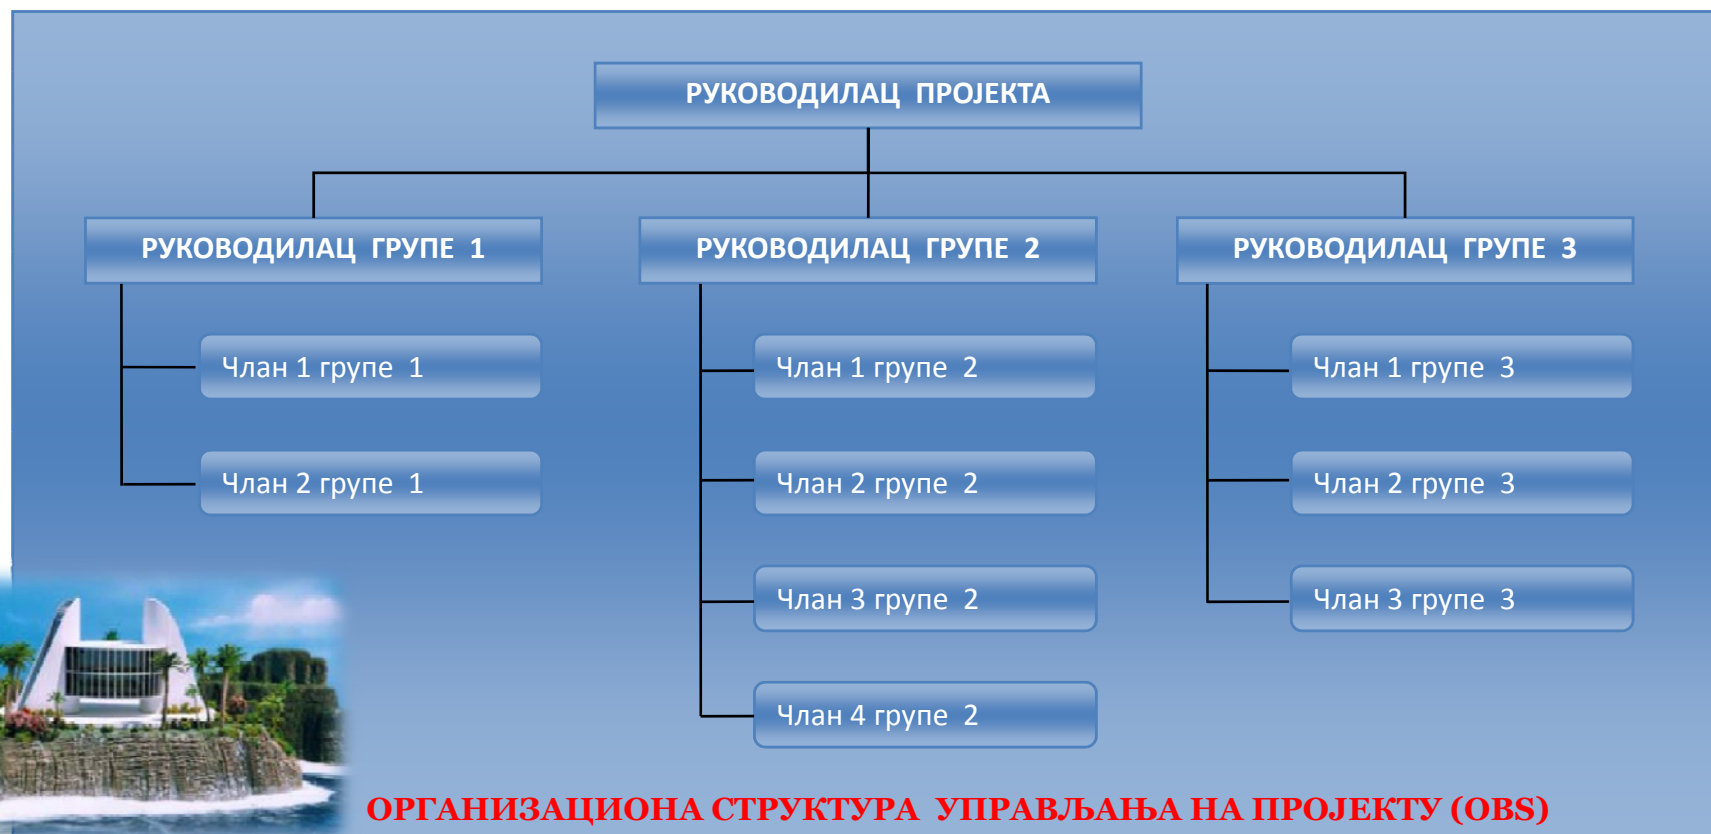 РУКОВОДИЛАЦ ПРОЈЕКТА
РУКОВОДИЛАЦ ГРУПЕ 1
Члан 1 групе 1
Члан 2 групе 1
РУКОВОДИЛАЦ ГРУПЕ 2
Члан 1 групе 2
Члан 2 групе 2
Члан 3 групе 2
Члан 4 групе 2
РУКОВОДИЛАЦ ГРУПЕ 3
Члан 1 групе 3
Члан 2 групе 3
Члан 3 групе 3
ОРГАНИЗАЦИОНА СТРУКТУРА УПРАВЉАЊА НА ПРОЈЕКТУ (OBS)